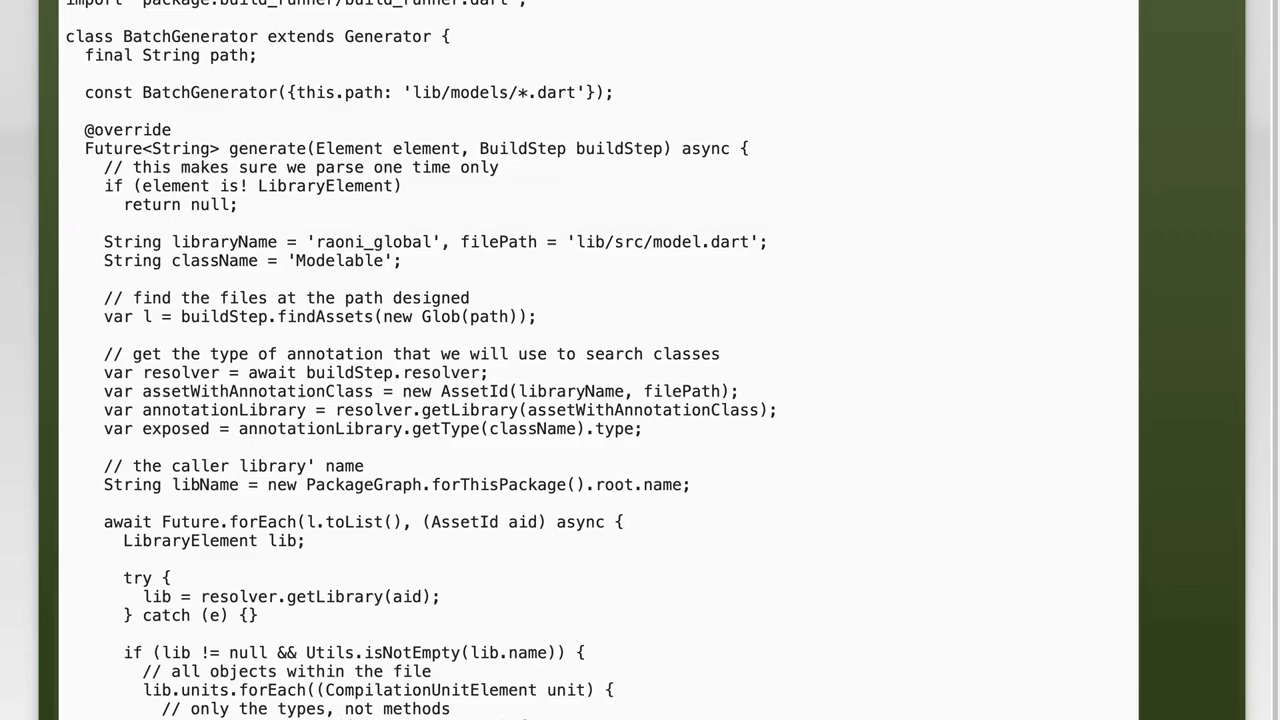 import 'package:build_runner/build_runner.dart';
class BatchGenerator extends Generator {
final String path;
const BatchGenerator({this.path: 'lib/models/*.dart'});
@override
Future<String> generate(Element element, BuildStep buildStep) async {
// this makes sure we parse one time only
if (element is! LibraryElement)
return null;
String libraryName = 'raoni_global', filePath = 'lib/src/model.dart';
String className = 'Modelable';
// find the files at the path designed
var l = buildStep.findAssets(new Glob(path));
// get the type of annotation that we will use to search classes
var resolver = await buildStep.resolver;
var assetWithAnnotationClass = new AssetId(libraryName, filePath);
var annotationLibrary = resolver.getLibrary(assetWithAnnotationClass);
var exposed = annotationLibrary.getType(className).type;
// the caller library' name
String libName = new PackageGraph.forThisPackage().root.name;
await Future.forEach(l.toList(), (AssetId aid) async {
LibraryElement lib;
try {
lib = resolver.getLibrary(aid);
} catch (e) {}
if (lib != null && Utils.isNotEmpty(lib.name)) {
// all objects within the file
lib.units.forEach((CompilationUnitElement unit) {
// only the types, not methods